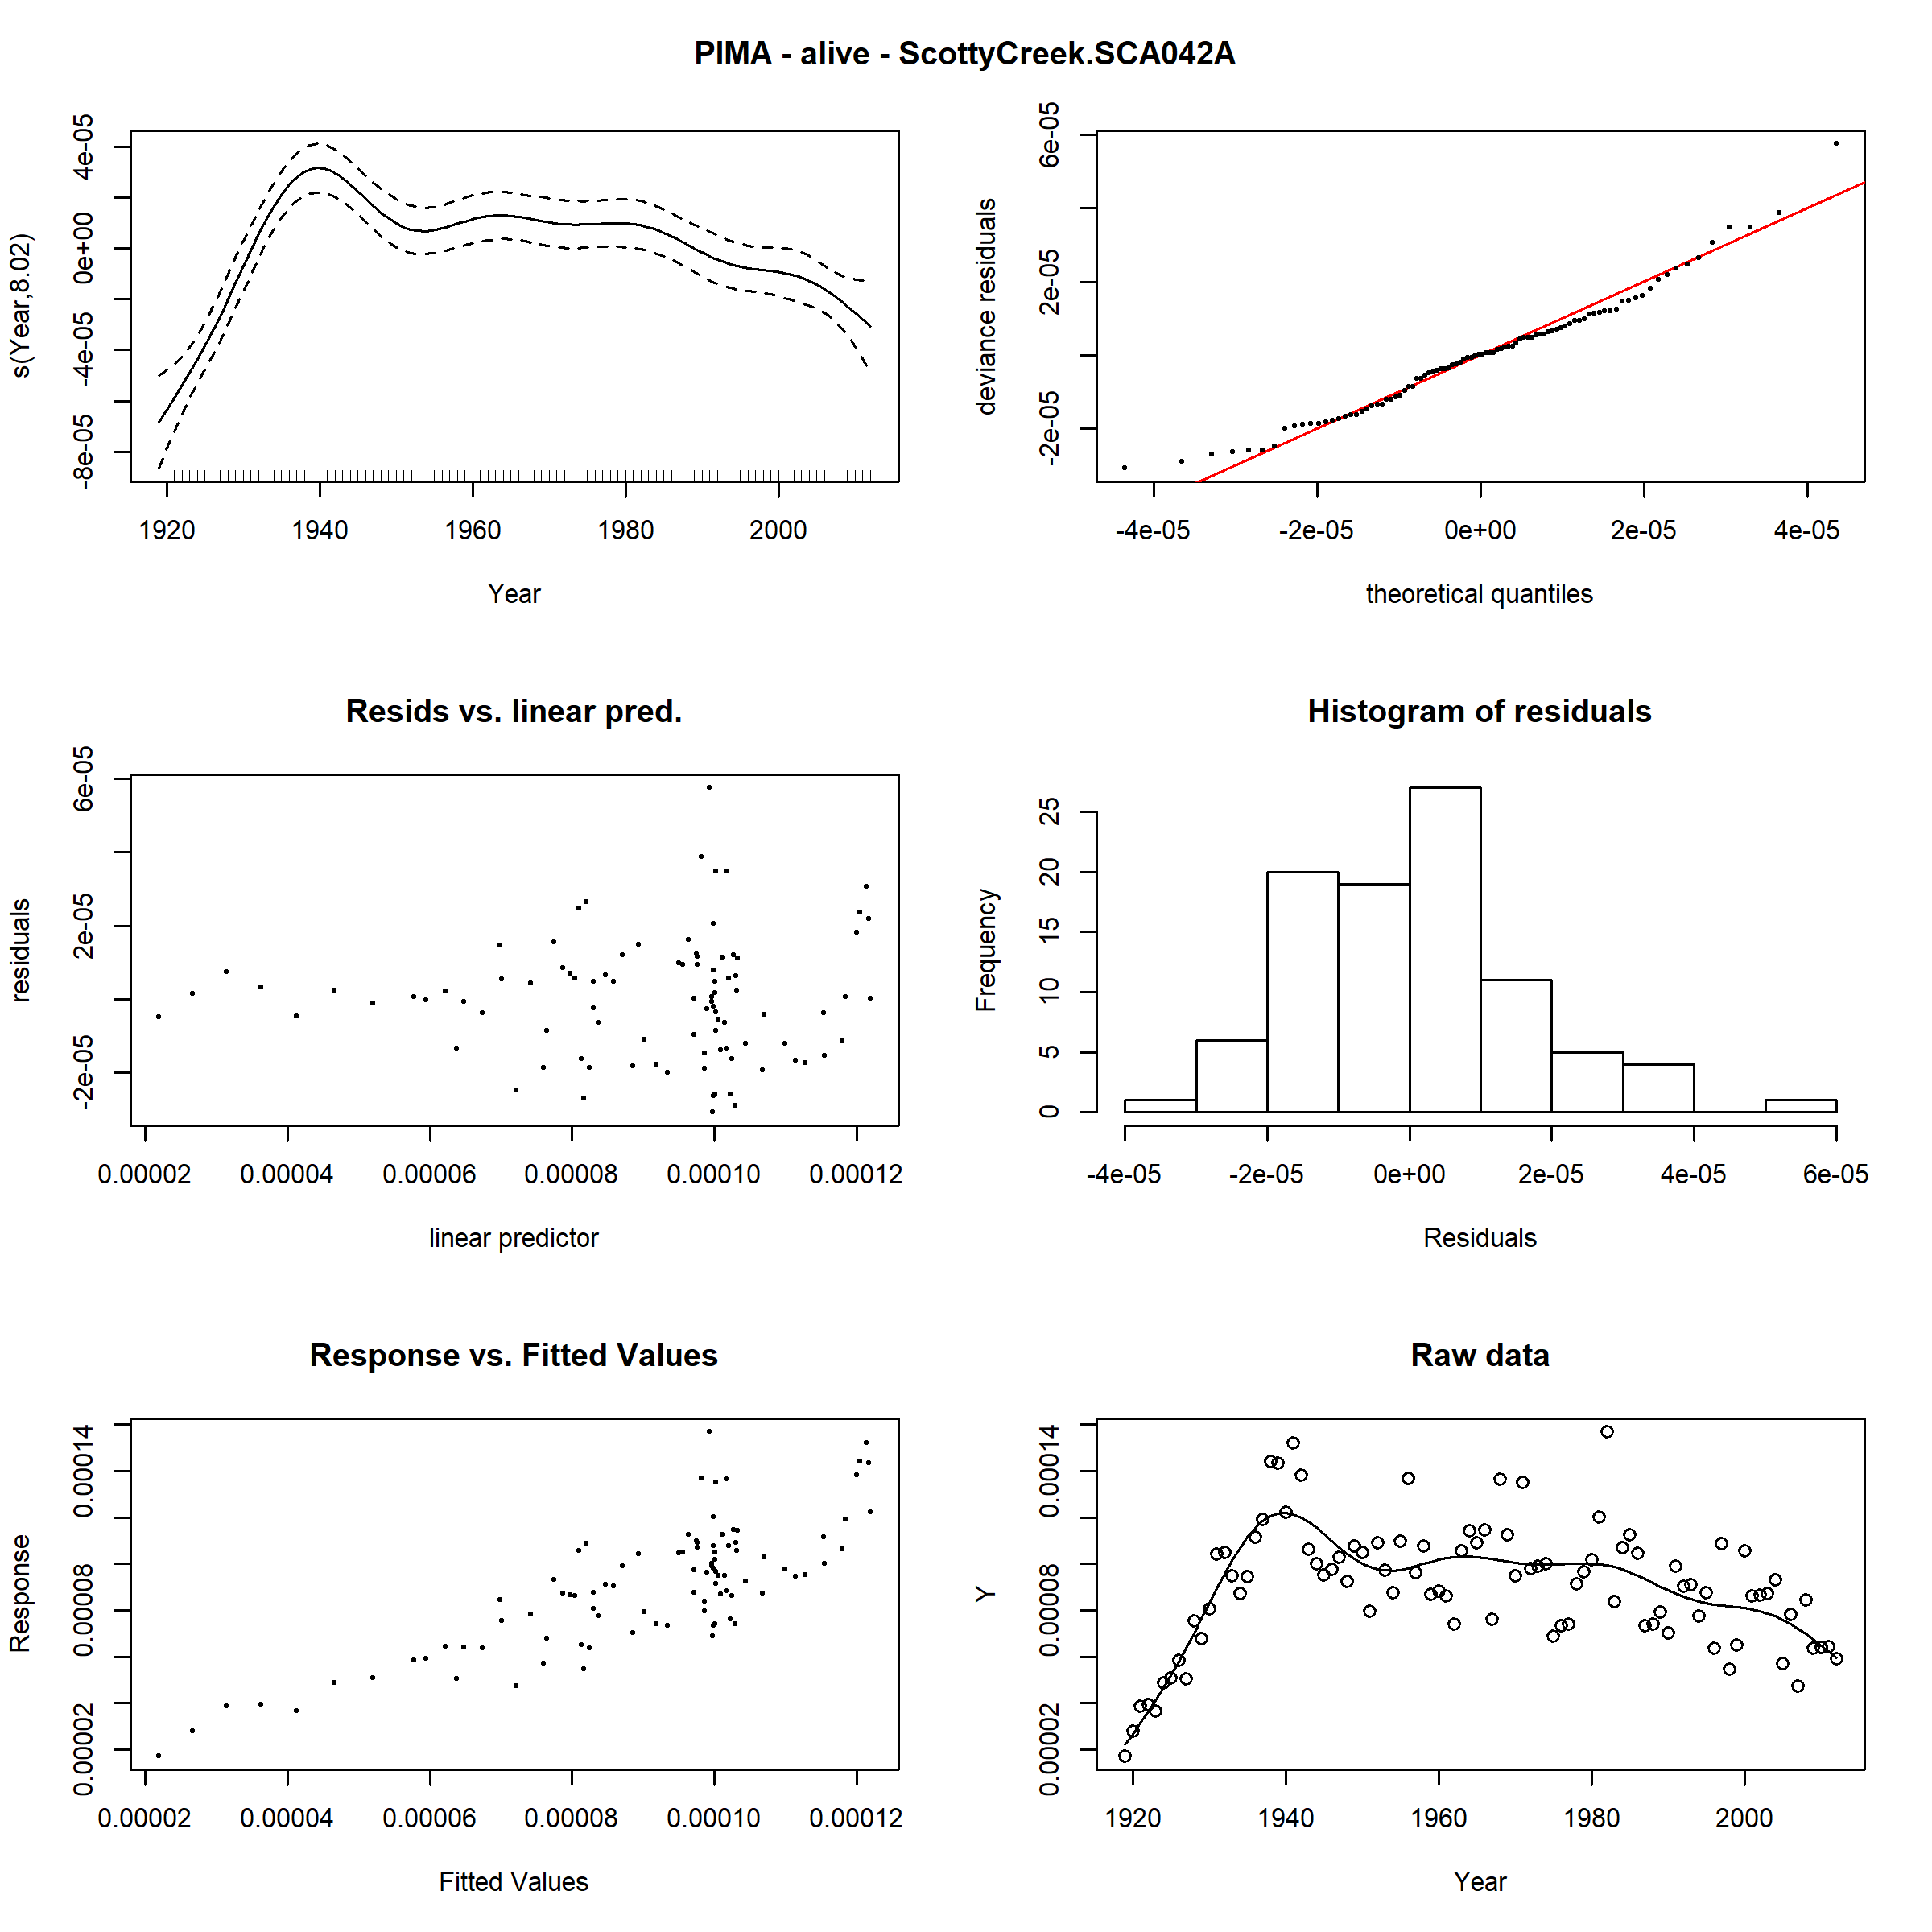 PIMA - alive - ScottyCreek.SCA042A
s(Year,8.02)
-8e-05 -4e-05 0e+00 4e-05
1920 1940 1960 1980 2000
Year
deviance residuals
-2e-05 2e-05 6e-05
-4e-05 -2e-05 0e+00 2e-05 4e-05
theoretical quantiles
Resids vs. linear pred.
residuals
-2e-05 2e-05 6e-05
0.00002 0.00004 0.00006 0.00008 0.00010 0.00012
linear predictor
Histogram of residuals
Frequency
0 5 10 15 20 25
-4e-05 -2e-05 0e+00 2e-05 4e-05 6e-05
Residuals
Response vs. Fitted Values
Response
0.00002 0.00008 0.00014
0.00002 0.00004 0.00006 0.00008 0.00010 0.00012
Fitted Values
Raw data
Y
0.00002 0.00008 0.00014
1920 1940 1960 1980 2000
Year